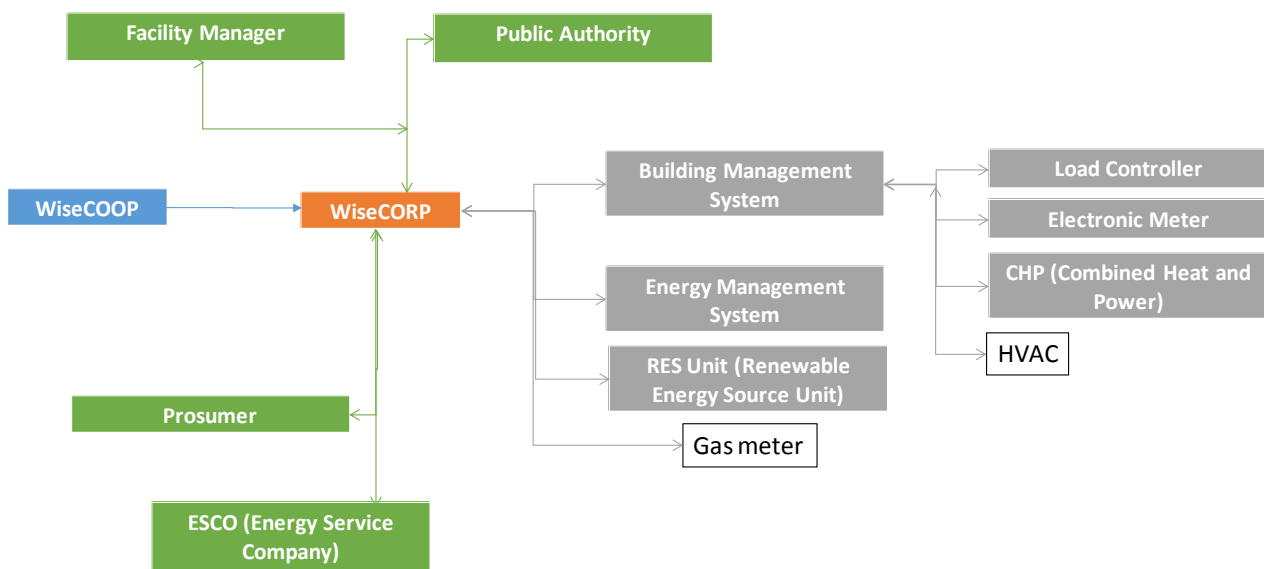 Facility Manager
Public Authority
Building Management
System
Load Controller
WiseCOOP
WiseCORP
Electronic Meter
Energy Management
System
CHP (Combined Heat and
Power)
HVAC
RES Unit (Renewable
Energy Source Unit)
Prosumer
Gas meter
ESCO (Energy Service
Company)